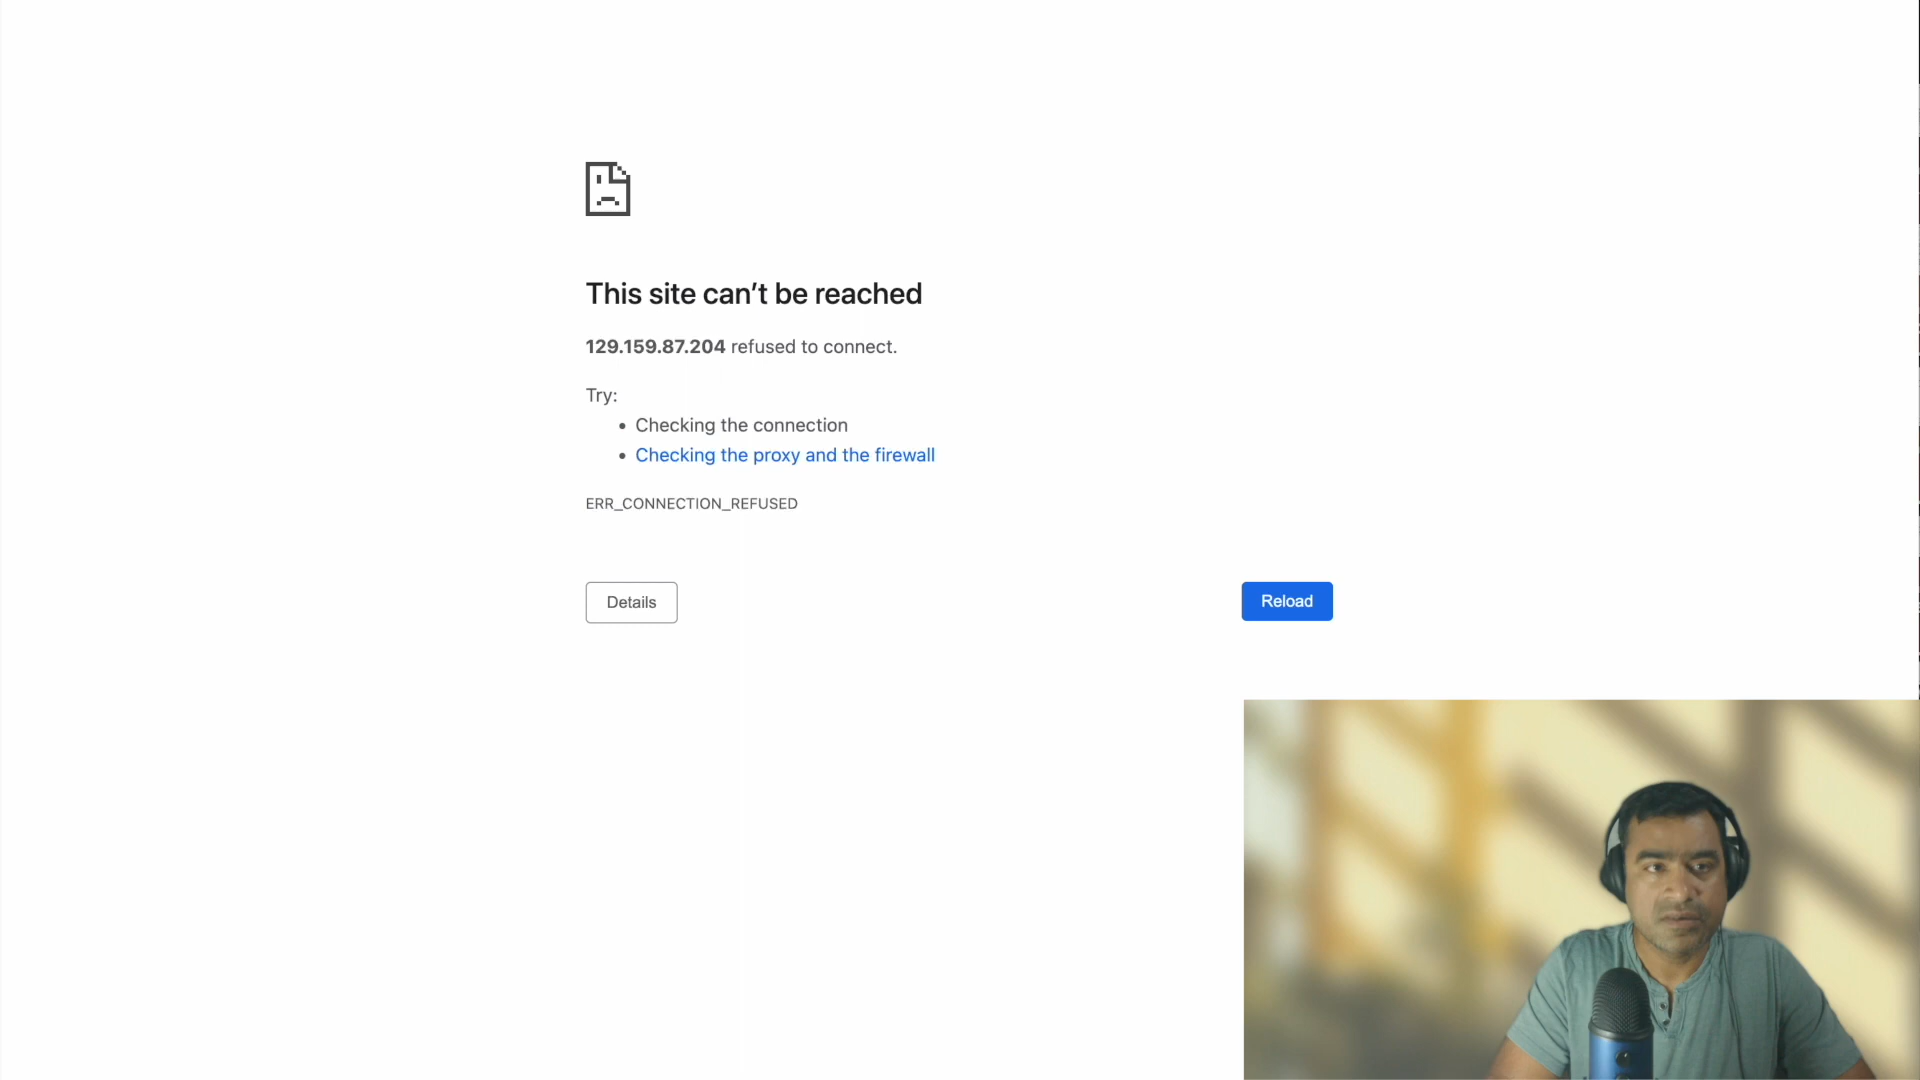 This site can’t be reached
129.159.87.204 refused to connect.
Try:
Checking the connection
Checking the proxy and the firewall
ERR_CONNECTION_REFUSED
Details
Reload